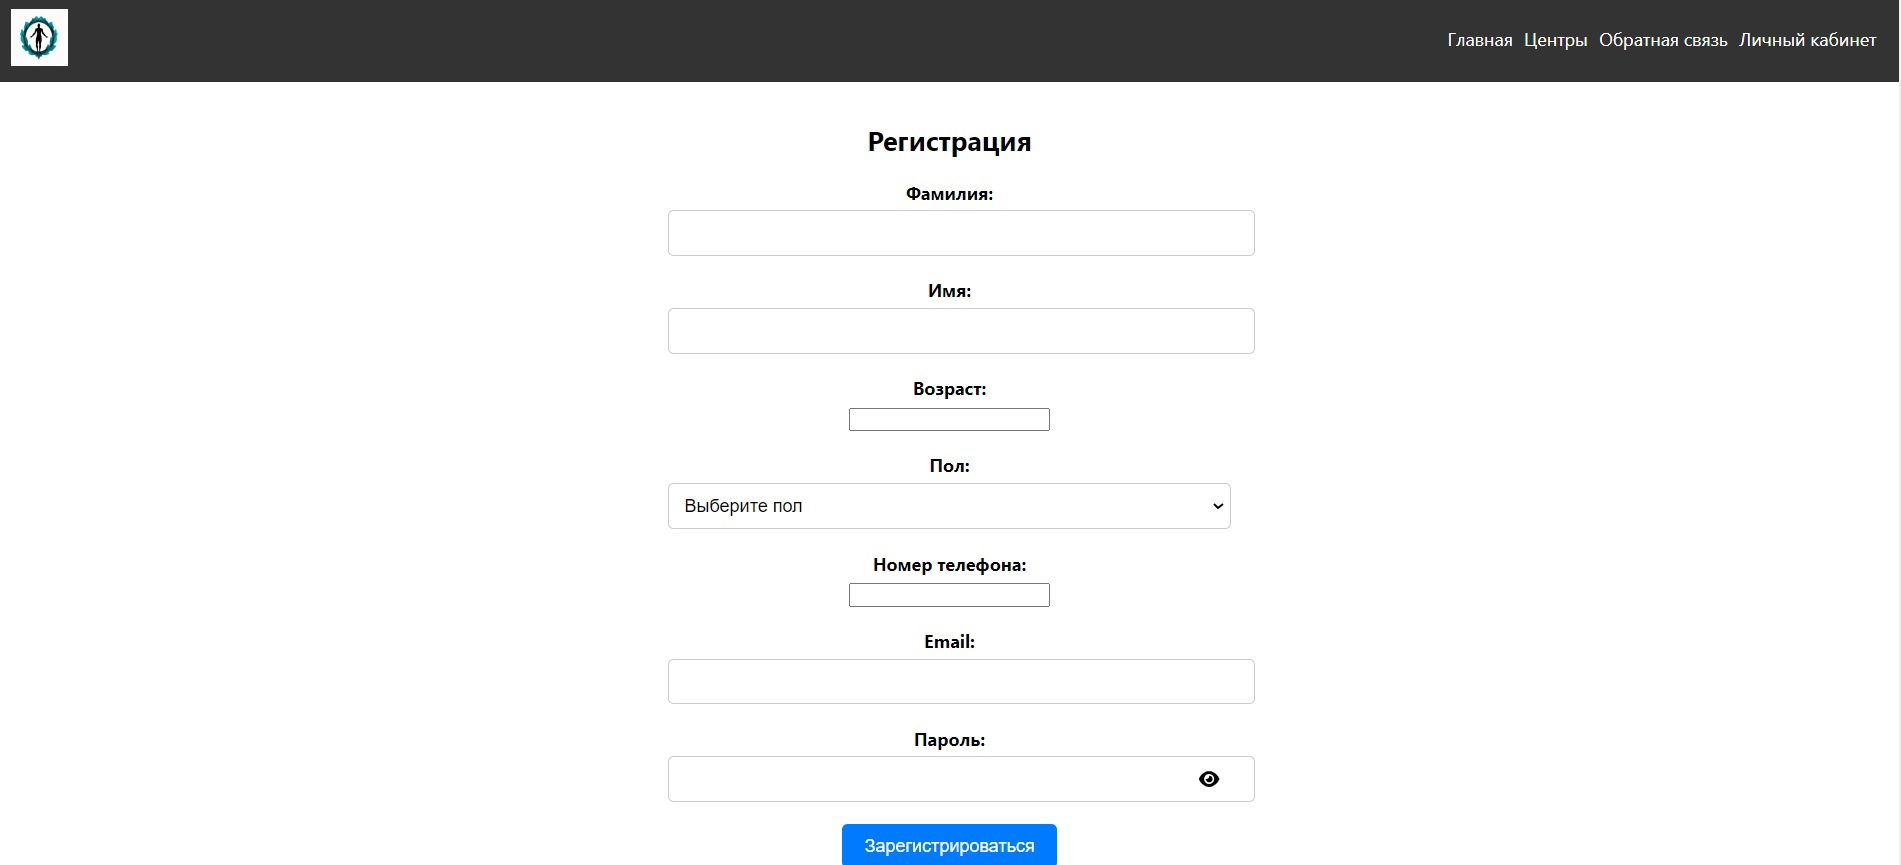 Главная Центры Обратная связь Личный кабинет
Регистрация
Фамилия:
Имя:
Возраст:
Пол:
Выберите пол
Номер телефона:
Email:
Пароль:
Зарегистрироваться